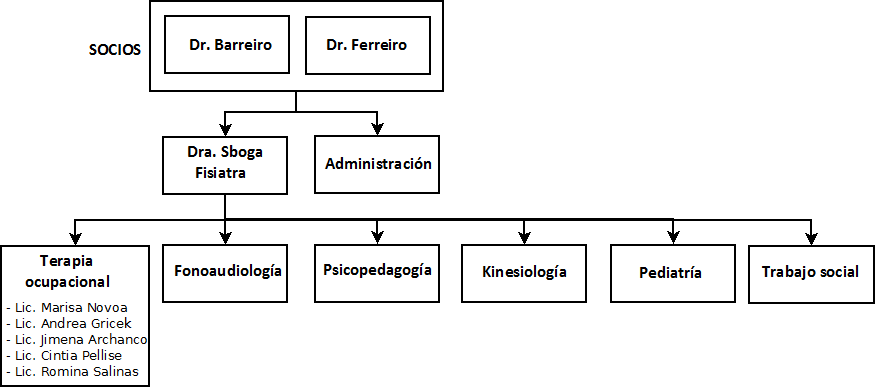 SOCIOS
Dr. Barreiro
Dr. Ferreiro
Dra. Sboga
Fisiatra
Administración
Terapia
ocupacional
- Lic. Marisa Novoa
- Lic. Andrea Gricek
- Lic. Jimena Archanco
- Lic. Cintia Pellise
- Lic. Romina Salinas
Fonoaudiología
Psicopedagogía
Kinesiología
Pediatría
Trabajo social